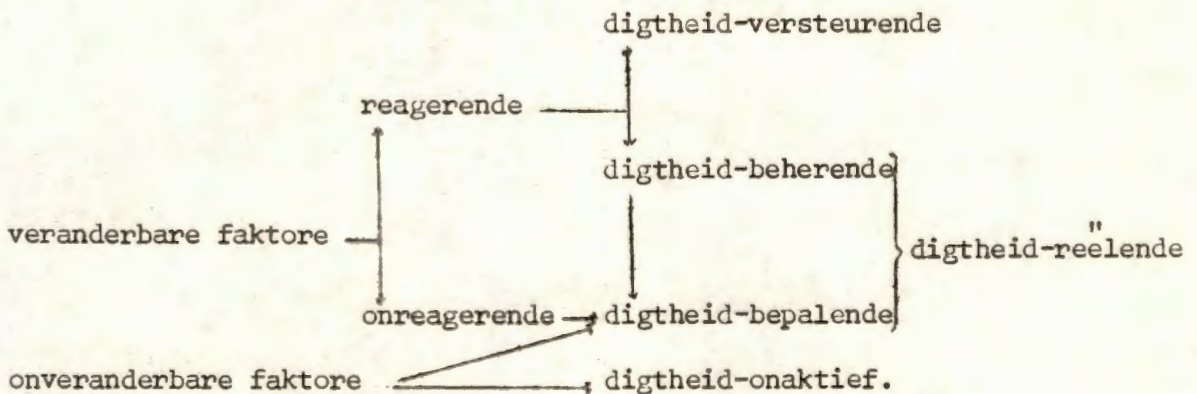 digtheid-versteurende
reagerende
digtheid-beherende
veranderbare faktore
digtheid-reëlende
onreagerende digtheid-bepalende
onveranderbare faktore digtheid-onaktief.